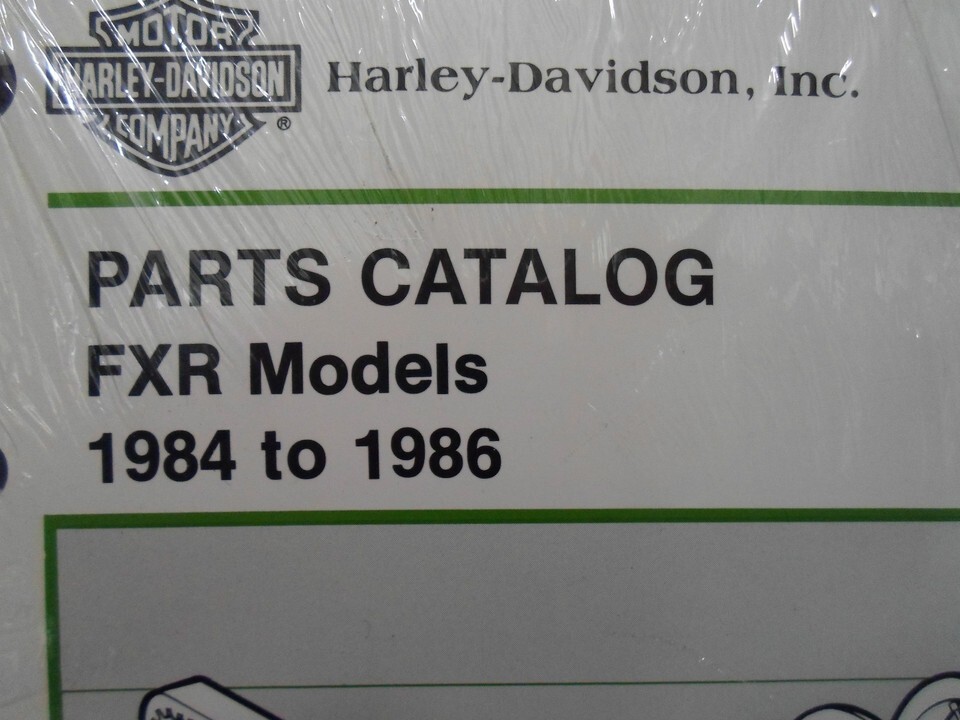 MOTOR
HARLEY-DAVIDSON
COMPANY
®
Harley-Davidson, Inc.
PARTS CATALOG
FXR Models
1984 to 1986